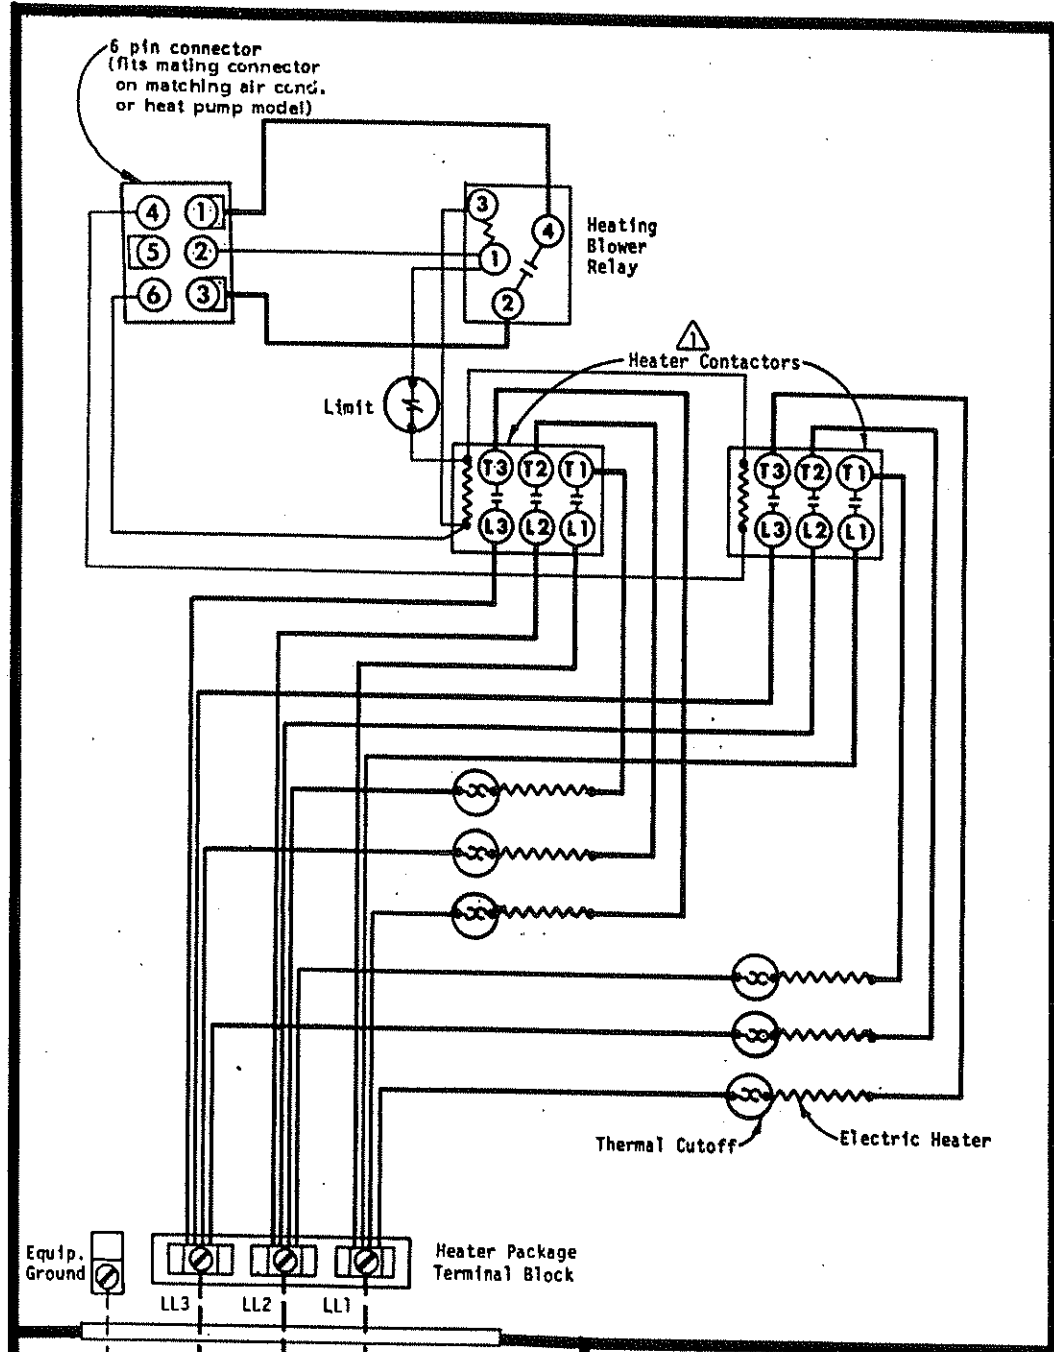 6 pin connector
(fits mating connector
on matching air cond.
or heat pump model)
4 1
5 2
6 3
3
4
1
2
Heating
Blower
Relay
1
Heater Contactors
Limit
T3 T2 T1
L3 L2 L1
T3 T2 T1
L3 L2 L1
Thermal Cutoff
Electric Heater
Equip.
Ground
Heater Package
Terminal Block
LL3 LL2 LL1